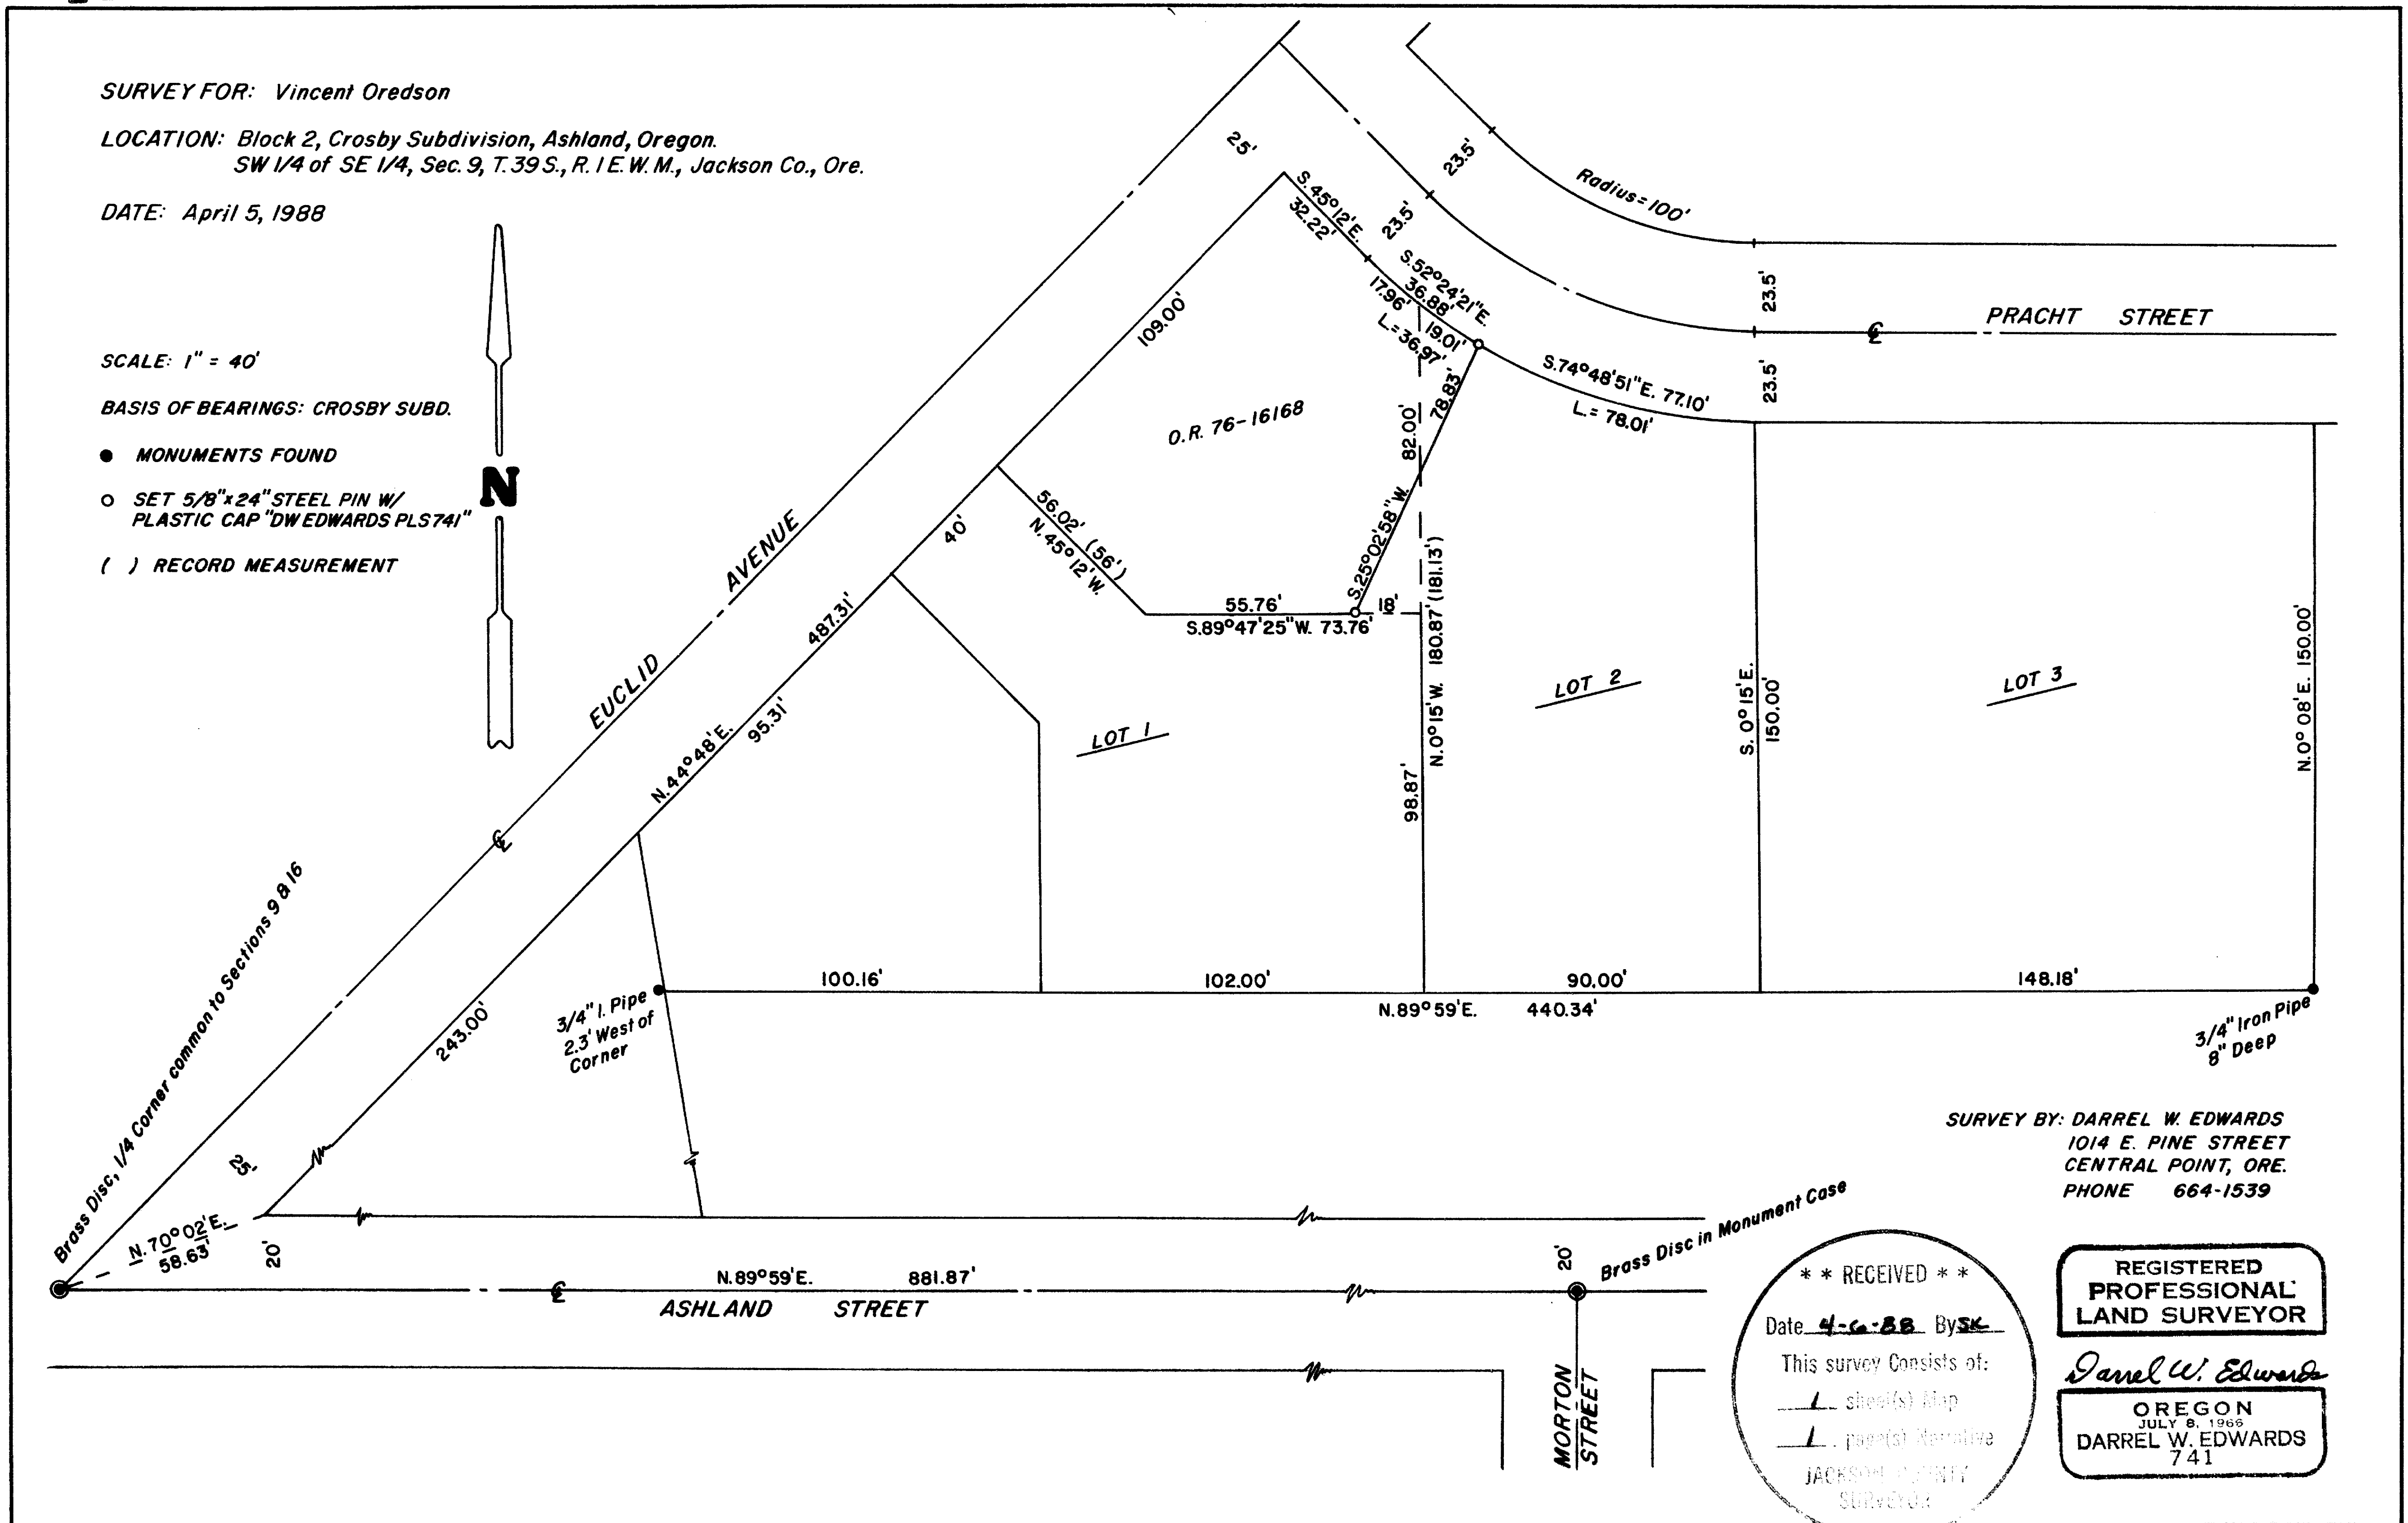 SURVEY FOR: Vincent Oredson
LOCATION: Block 2, Crosby Subdivision, Ashland, Oregon.
SW 1/4 of SE 1/4, Sec. 9, T. 39 S., R. 1 E. W. M., Jackson Co., Ore.
DATE: April 5, 1988
SCALE: 1" = 40'
BASIS OF BEARINGS: CROSBY SUBD.
● MONUMENTS FOUND
○ SET 5/8" x 24" STEEL PIN W/
PLASTIC CAP "DW EDWARDS PLS 741"
( ) RECORD MEASUREMENT
N
25'
S. 45° 12' E.
32.22'
23.5'
23.5'
Radius = 100'
S. 52° 24' 21" E.
36.88'
17.96'
19.01'
L. = 36.97'
23.5'
PRACHT STREET
℄
23.5'
S. 74° 48' 51" E. 77.10'
L. = 78.01'
109.00'
O.R. 76-16168
82.00'
78.83'
S. 25° 02' 58" W.
56.02' (56')
N. 45° 12' W.
40'
EUCLID AVENUE
℄
487.31'
95.31'
N. 44° 48' E.
243.00'
55.76'
18'
S. 89° 47' 25" W. 73.76'
N. 0° 15' W. 180.87' (181.13')
98.87'
LOT 1
LOT 2
LOT 3
S. 0° 15' E.
150.00'
N. 0° 08' E. 150.00'
100.16'
102.00'
90.00'
148.18'
N. 89° 59' E. 440.34'
3/4" I. Pipe
2.3' West of
Corner
3/4" Iron Pipe
8" Deep
Brass Disc, 1/4 Corner common to Sections 9 & 16
25'
N. 70° 02' E.
58.63'
20'
N. 89° 59' E. 881.87'
℄
ASHLAND STREET
20'
Brass Disc in Monument Case
MORTON
STREET
SURVEY BY: DARREL W. EDWARDS
1014 E. PINE STREET
CENTRAL POINT, ORE.
PHONE 664-1539
* * RECEIVED * *
Date 4-6-88 By SK
This survey Consists of:
1 sheet(s) Map
1 page(s) Narrative
JACKSON COUNTY
SURVEYOR
REGISTERED
PROFESSIONAL
LAND SURVEYOR
Darrel W. Edwards
OREGON
JULY 8, 1966
DARREL W. EDWARDS
741